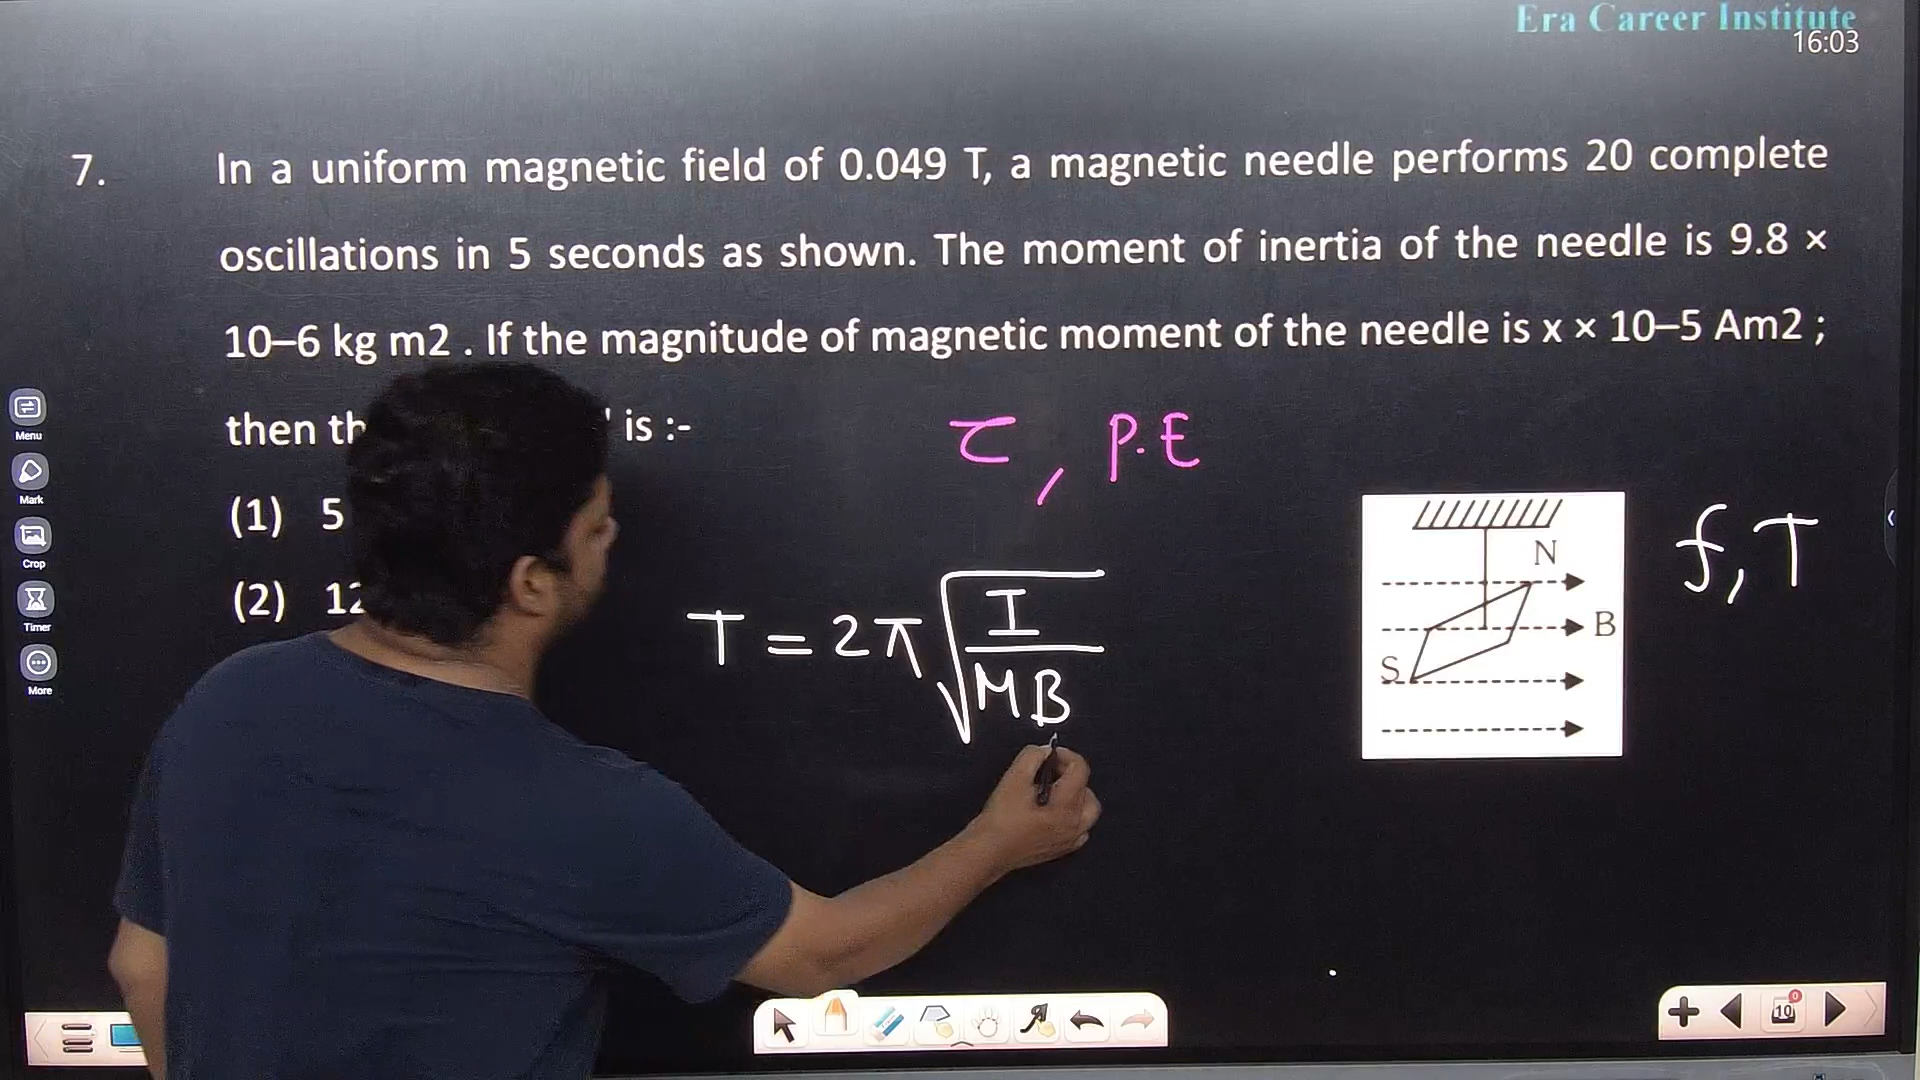 Era Career Institute
16:03
7. In a uniform magnetic field of 0.049 T, a magnetic needle performs 20 complete
oscillations in 5 seconds as shown. The moment of inertia of the needle is 9.8 ×
10–6 kg m2 . If the magnitude of magnetic moment of the needle is x × 10–5 Am2 ;
then is :-
τ, P.E
(1) 5
(2)
T = 2π√(I/MB)
N
B
S
f, T
Menu
Mark
Crop
Timer
More
10
0